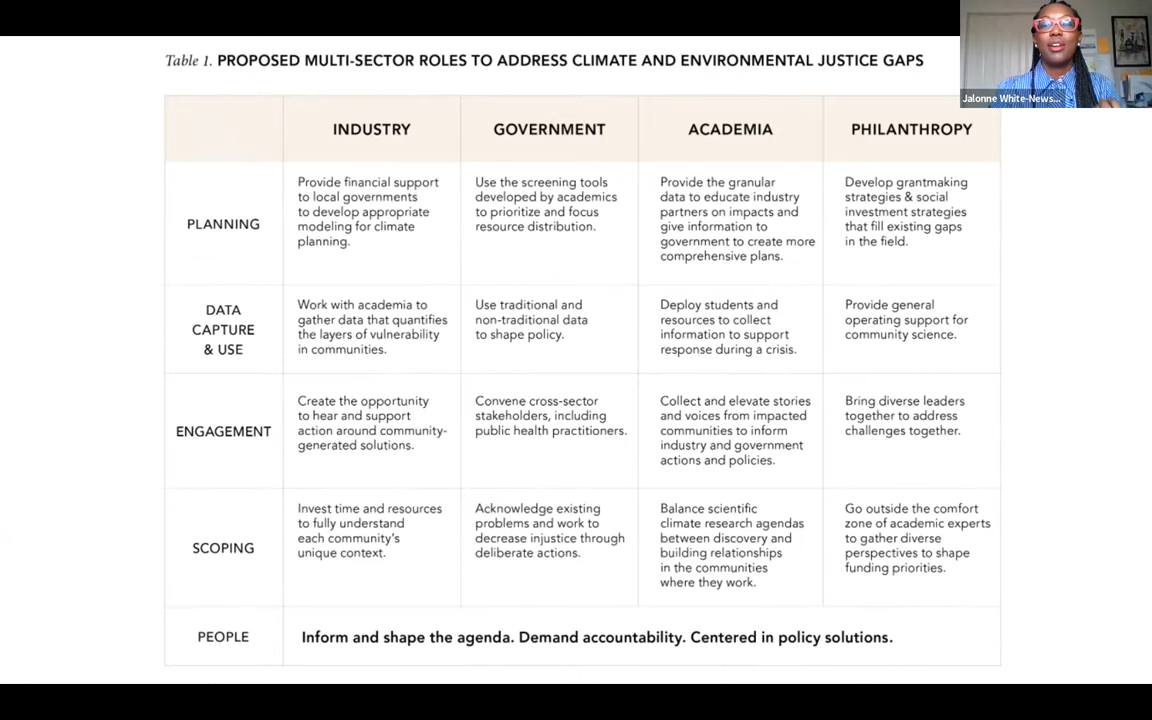 Table 1. PROPOSED MULTI-SECTOR ROLES TO ADDRESS CLIMATE AND ENVIRONMENTAL JUSTICE GAPS
Jalonne White-News...
INDUSTRY
GOVERNMENT
ACADEMIA
PHILANTHROPY
PLANNING
Provide financial support
to local governments
to develop appropriate
modeling for climate
planning.
Use the screening tools
developed by academics
to prioritize and focus
resource distribution.
Provide the granular
data to educate industry
partners on impacts and
give information to
government to create more
comprehensive plans.
Develop grantmaking
strategies & social
investment strategies
that fill existing gaps
in the field.
DATA
CAPTURE
& USE
Work with academia to
gather data that quantifies
the layers of vulnerability
in communities.
Use traditional and
non-traditional data
to shape policy.
Deploy students and
resources to collect
information to support
response during a crisis.
Provide general
operating support for
community science.
ENGAGEMENT
Create the opportunity
to hear and support
action around community-
generated solutions.
Convene cross-sector
stakeholders, including
public health practitioners.
Collect and elevate stories
and voices from impacted
communities to inform
industry and government
actions and policies.
Bring diverse leaders
together to address
challenges together.
SCOPING
Invest time and resources
to fully understand
each community's
unique context.
Acknowledge existing
problems and work to
decrease injustice through
deliberate actions.
Balance scientific
climate research agendas
between discovery and
building relationships
in the communities
where they work.
Go outside the comfort
zone of academic experts
to gather diverse
perspectives to shape
funding priorities.
PEOPLE
Inform and shape the agenda. Demand accountability. Centered in policy solutions.